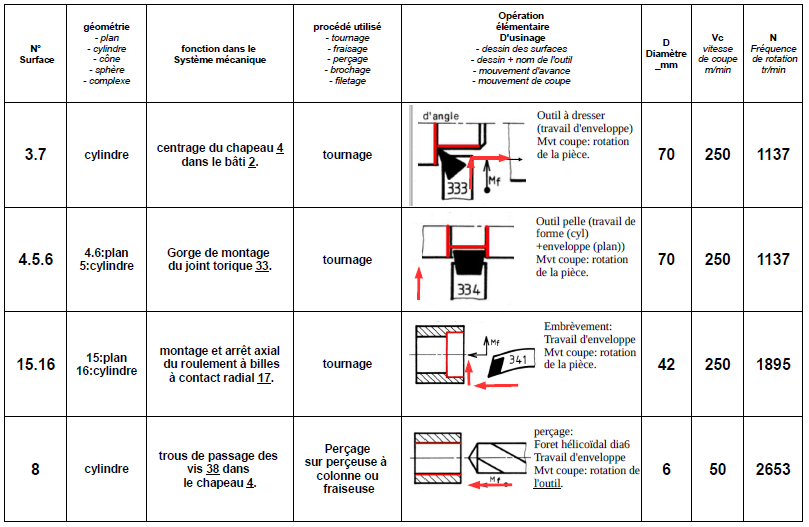 N°
Surface
géométrie
- plan
- cylindre
- cône
- sphère
- complexe
fonction dans le
Système mécanique
procédé utilisé
- tournage
- fraisage
- perçage
- brochage
- filetage
Opération
élémentaire
D'usinage
- dessin des surfaces
- dessin + nom de l'outil
- mouvement d'avance
- mouvement de coupe
D
Diamètre
_mm
Vc
vitesse
de coupe
m/min
N
Fréquence
de rotation
tr/min
3.7
cylindre
centrage du chapeau 4
dans le bâti 2.
tournage
d'angle
333
Mf
Outil à dresser
(travail d'enveloppe)
Mvt coupe: rotation
de la pièce.
70
250
1137
4.5.6
4.6:plan
5:cylindre
Gorge de montage
du joint torique 33.
tournage
334
Outil pelle (travail de
forme (cyl)
+enveloppe (plan))
Mvt coupe: rotation
de la pièce.
70
250
1137
15.16
15:plan
16:cylindre
montage et arrêt axial
du roulement à billes
à contact radial 17.
tournage
Mf
341
Embrèvement:
Travail d'enveloppe
Mvt coupe: rotation
de la pièce.
42
250
1895
8
cylindre
trous de passage des
vis 38 dans
le chapeau 4.
Perçage
sur perçeuse à
colonne ou
fraiseuse
Mf
perçage:
Foret hélicoïdal dia6
Travail d'enveloppe
Mvt coupe: rotation de
l'outil.
6
50
2653